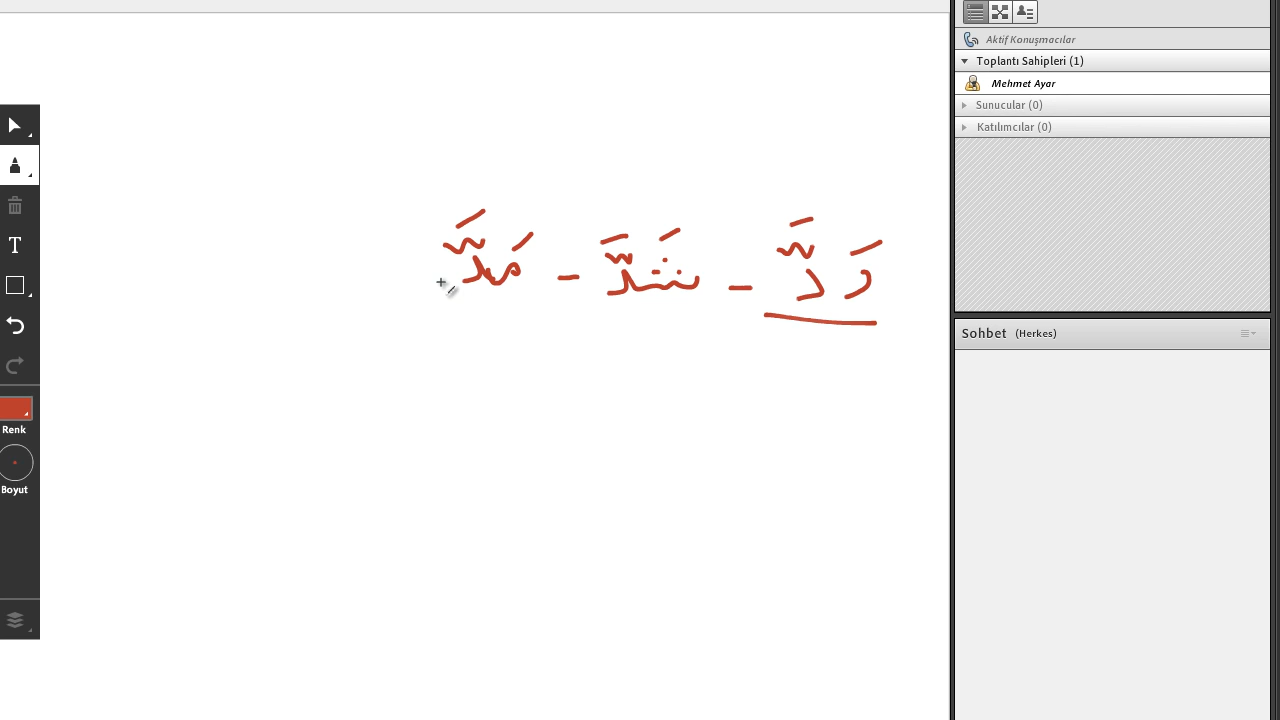 Aktif Konuşmacılar
Toplantı Sahipleri (1)
Mehmet Ayar
Sunucular (0)
Katılımcılar (0)
رَدَّ - شَدَّ - مَدَّ
T
Sohbet (Herkes)
Renk
Boyut